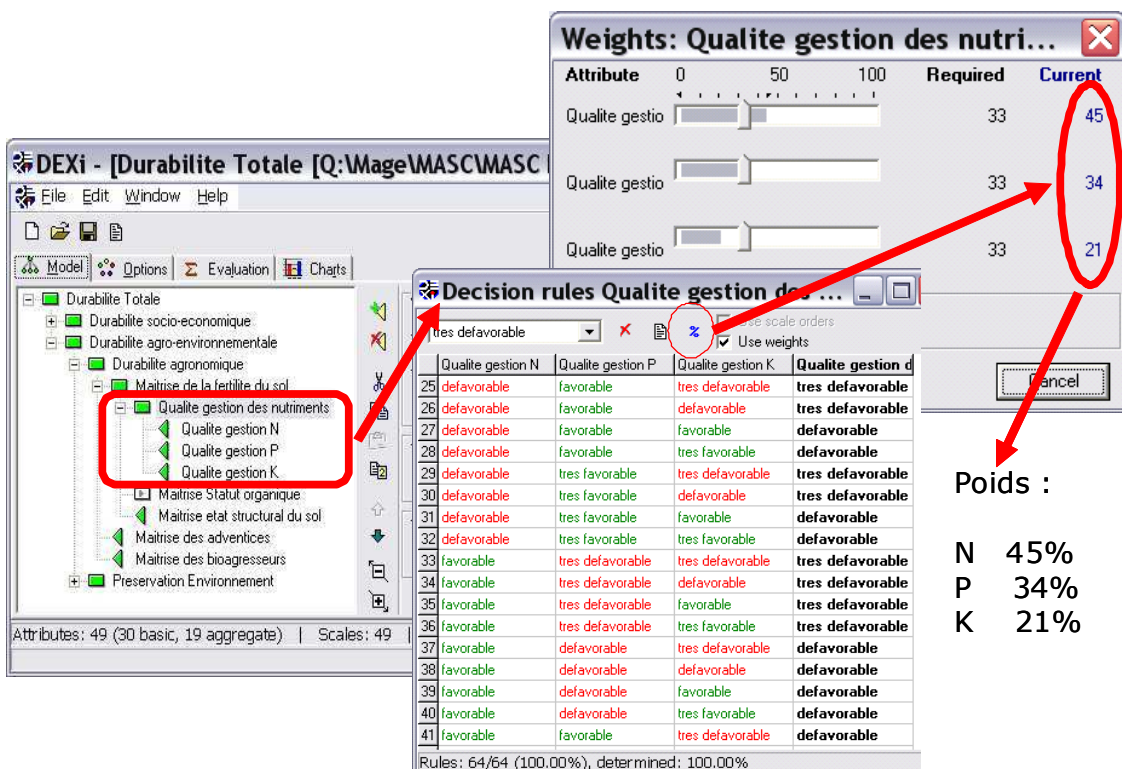 Weights: Qualite gestion des nutri...
Attribute 0 50 100 Required Current
Qualite gestio 33 45
Qualite gestio 33 34
Qualite gestio 33 21
Cancel
DEXi - [Durabilite Totale [Q:\Mage\MASC\MASC
File Edit Window Help
Model Options Evaluation Charts
Durabilite Totale
Durabilite socio-economique
Durabilite agro-environnementale
Durabilite agronomique
Maitrise de la fertilite du sol
Qualite gestion des nutriments
Qualite gestion N
Qualite gestion P
Qualite gestion K
Maitrise Statut organique
Maitrise etat structural du sol
Maitrise des adventices
Maitrise des bioagresseurs
Preservation Environnement
Attributes: 49 (30 basic, 19 aggregate) | Scales: 49 |
Decision rules Qualite gestion des ...
tres defavorable % Use scale orders
Use weights
Qualite gestion N Qualite gestion P Qualite gestion K Qualite gestion d
25 defavorable favorable tres defavorable tres defavorable
26 defavorable favorable defavorable tres defavorable
27 defavorable favorable favorable defavorable
28 defavorable favorable tres favorable defavorable
29 defavorable tres favorable tres defavorable tres defavorable
30 defavorable tres favorable defavorable tres defavorable
31 defavorable tres favorable favorable defavorable
32 defavorable tres favorable tres favorable defavorable
33 favorable tres defavorable tres defavorable tres defavorable
34 favorable tres defavorable defavorable tres defavorable
35 favorable tres defavorable favorable tres defavorable
36 favorable tres defavorable tres favorable tres defavorable
37 favorable defavorable tres defavorable defavorable
38 favorable defavorable defavorable defavorable
39 favorable defavorable favorable defavorable
40 favorable defavorable tres favorable defavorable
41 favorable favorable tres defavorable defavorable
Rules: 64/64 (100.00%), determined: 100.00%
Poids :
N 45%
P 34%
K 21%